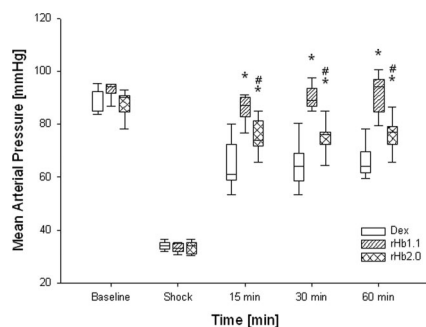 120
100
80
60
40
20
Mean Arterial Pressure [mmHg]
* #
*
* #
*
* #
*
Dex
rHb1.1
rHb2.0
Baseline
Shock
15 min
30 min
60 min
Time [min]